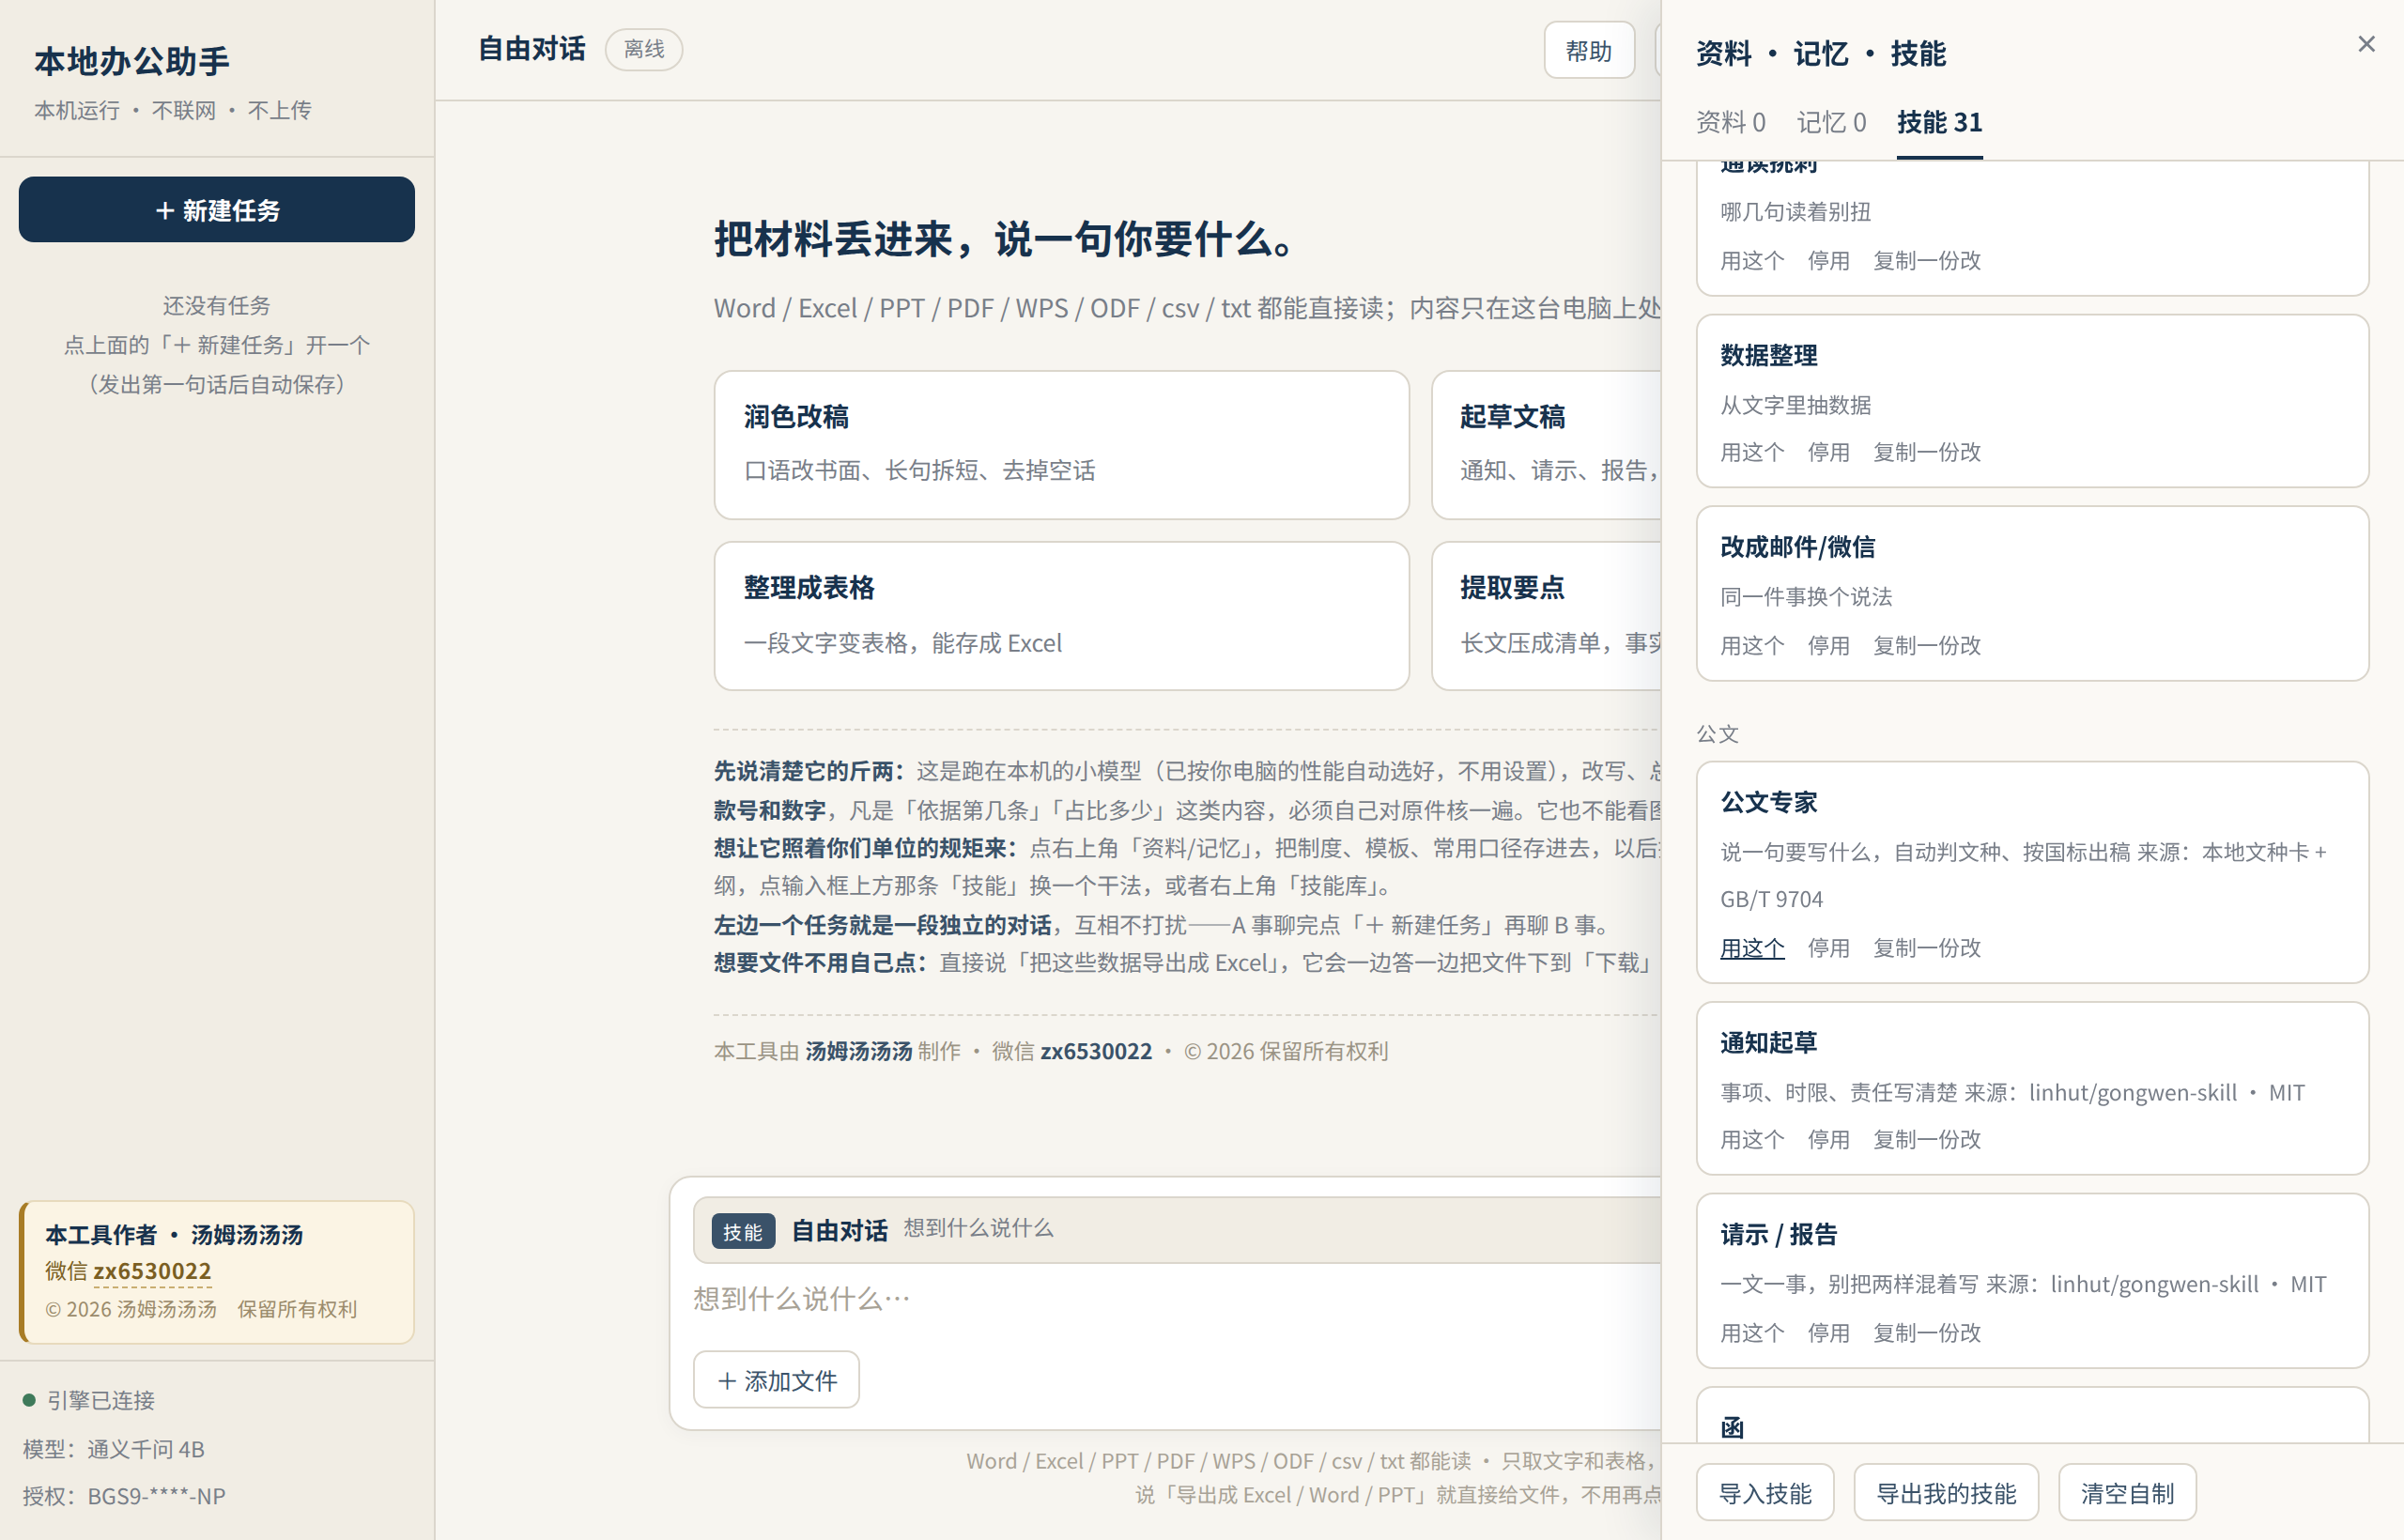 本地办公助手
本机运行 · 不联网 · 不上传
＋ 新建任务
还没有任务
点上面的「＋ 新建任务」开一个
（发出第一句话后自动保存）
本工具作者 · 汤姆汤汤汤
微信 zx6530022
© 2026 汤姆汤汤汤　保留所有权利
引擎已连接
模型：通义千问 4B
授权：BGS9-****-NP
自由对话 离线
帮助
把材料丢进来，说一句你要什么。
Word / Excel / PPT / PDF / WPS / ODF / csv / txt 都能直接读；内容只在这台电脑上处
润色改稿
口语改书面、长句拆短、去掉空话
起草文稿
通知、请示、报告，
整理成表格
一段文字变表格，能存成 Excel
提取要点
长文压成清单，事实
先说清楚它的斤两：这是跑在本机的小模型（已按你电脑的性能自动选好，不用设置），改写、总
款号和数字，凡是「依据第几条」「占比多少」这类内容，必须自己对原件核一遍。它也不能看图
想让它照着你们单位的规矩来：点右上角「资料/记忆」，把制度、模板、常用口径存进去，以后
纲，点输入框上方那条「技能」换一个干法，或者右上角「技能库」。
左边一个任务就是一段独立的对话，互相不打扰——A 事聊完点「＋ 新建任务」再聊 B 事。
想要文件不用自己点：直接说「把这些数据导出成 Excel」，它会一边答一边把文件下到「下载」
本工具由 汤姆汤汤汤 制作 · 微信 zx6530022 · © 2026 保留所有权利
技能 自由对话 想到什么说什么
想到什么说什么…
＋ 添加文件
Word / Excel / PPT / PDF / WPS / ODF / csv / txt 都能读 · 只取文字和表格，
说「导出成 Excel / Word / PPT」就直接给文件，不用再点
资料 · 记忆 · 技能
×
资料 0 记忆 0 技能 31
通读挑刺
哪几句读着别扭
用这个 停用 复制一份改
数据整理
从文字里抽数据
用这个 停用 复制一份改
改成邮件/微信
同一件事换个说法
用这个 停用 复制一份改
公文
公文专家
说一句要写什么，自动判文种、按国标出稿 来源：本地文种卡 +
GB/T 9704
用这个 停用 复制一份改
通知起草
事项、时限、责任写清楚 来源：linhut/gongwen-skill · MIT
用这个 停用 复制一份改
请示 / 报告
一文一事，别把两样混着写 来源：linhut/gongwen-skill · MIT
用这个 停用 复制一份改
函
导入技能 导出我的技能 清空自制